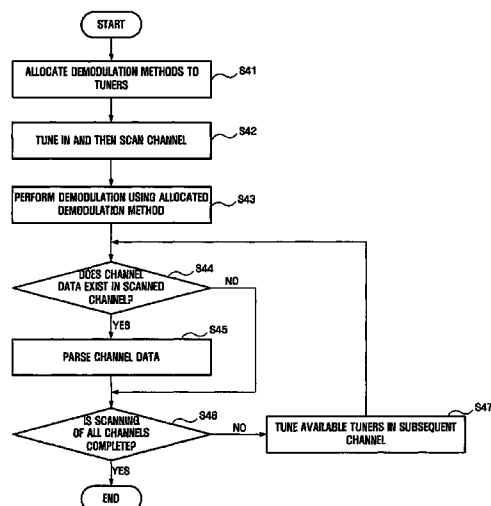 START
ALLOCATE DEMODULATION METHODS TO
TUNERS
S41
TUNE IN AND THEN SCAN CHANNEL
S42
PERFORM DEMODULATION USING ALLOCATED
DEMODULATION METHOD
S43
DOES CHANNEL
DATA EXIST IN SCANNED
CHANNEL?
S44
NO
YES
PARSE CHANNEL DATA
S45
IS SCANNING
OF ALL CHANNELS
COMPLETE?
S46
NO
TUNE AVAILABLE TUNERS IN SUBSEQUENT
CHANNEL
S47
YES
END